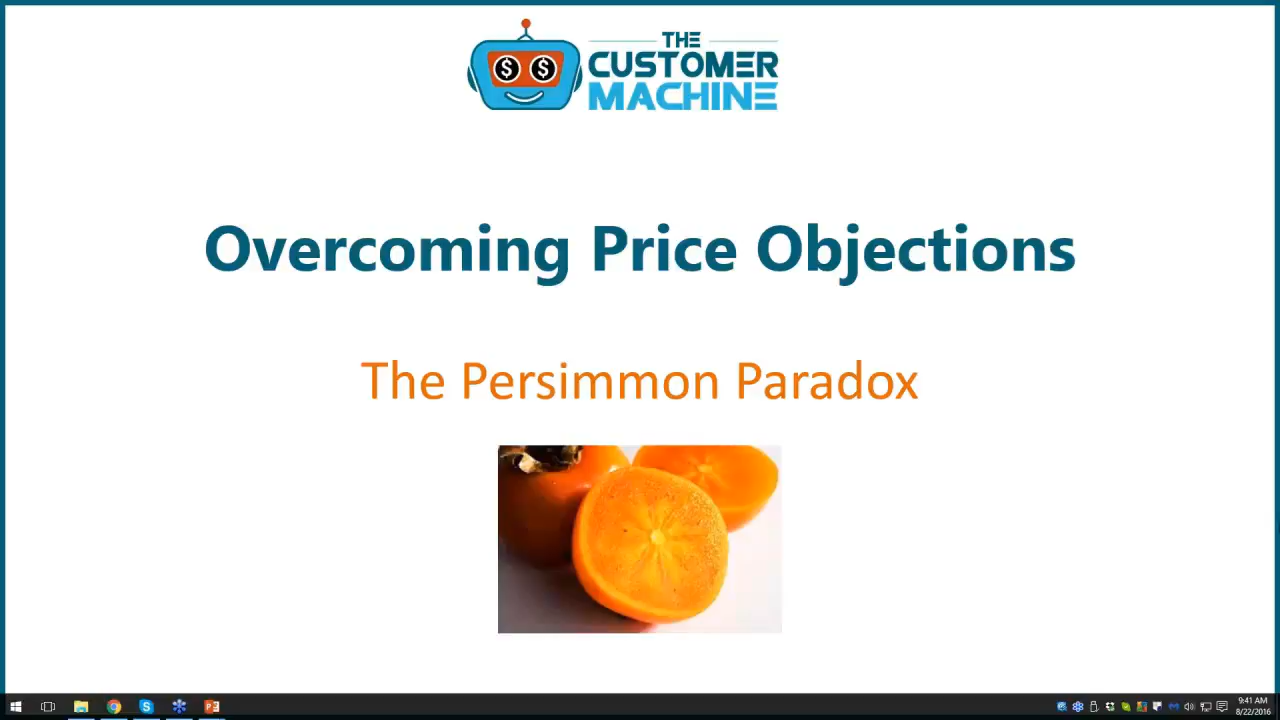 THE
CUSTOMER
MACHINE
$ $
Overcoming Price Objections
The Persimmon Paradox
9:41 AM
8/22/2016